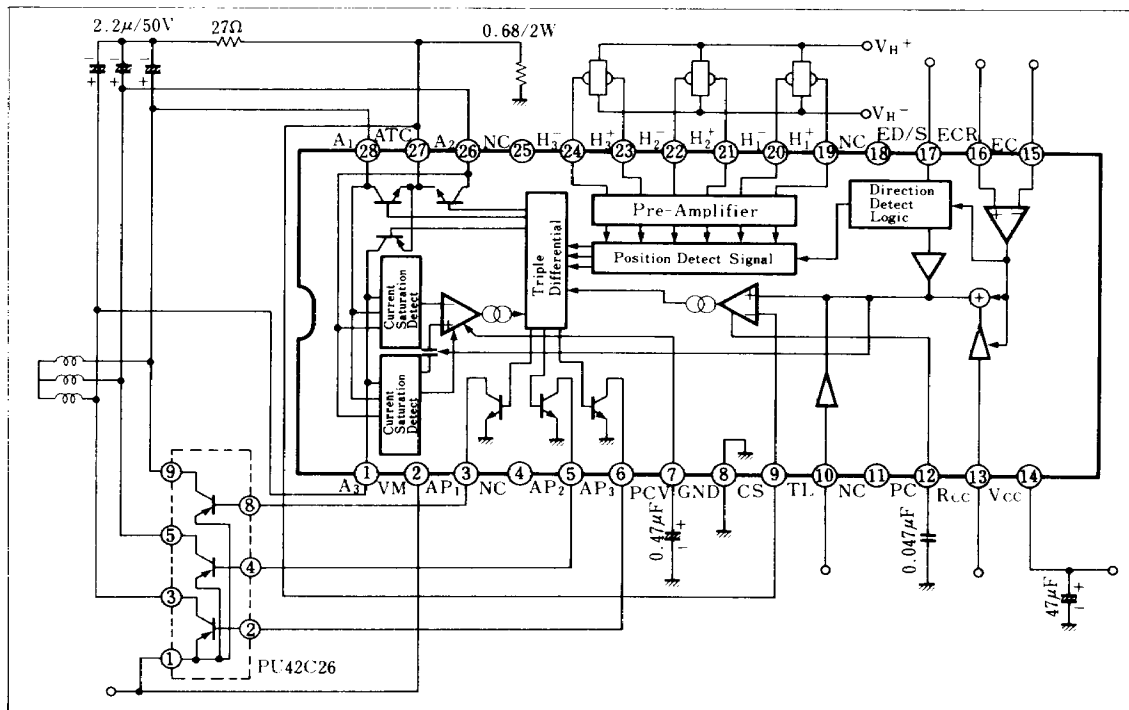 2.2μ/50V 27Ω 0.68/2W
VH+
VH−
A1 ATC A2 NC H3− H3+ H2− H2+ H1− H1+ NC ED/S ECR EC
28 27 26 25 24 23 22 21 20 19 18 17 16 15
Pre-Amplifier
Direction Detect Logic
Position Detect Signal
Triple Differential
Current Saturation Detect
Current Saturation Detect
1 2 3 4 5 6 7 8 9 10 11 12 13 14
A3 VM AP1 NC AP2 AP3 PCV GND CS TL NC PC RCC VCC
9
8
5
4
3
2
1
PU42C26
0.47μF
0.047μF
47μF